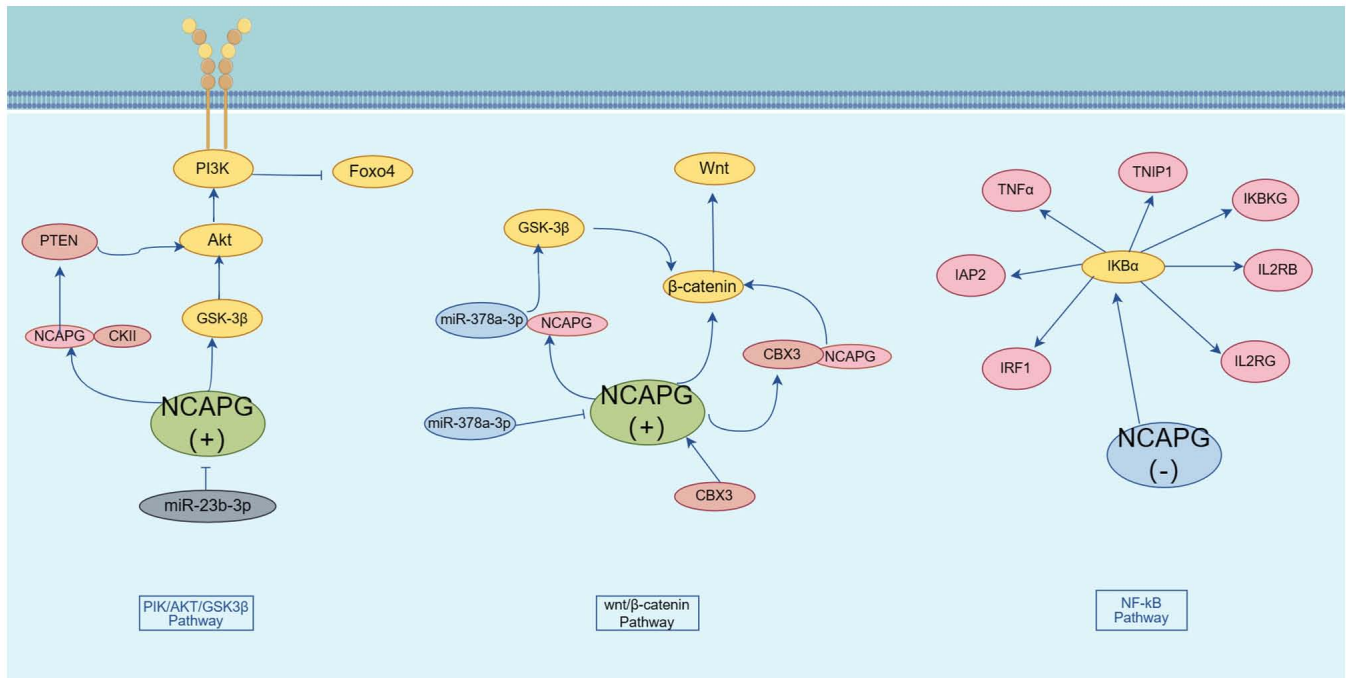 PI3K
Foxo4
PTEN
Akt
NCAPG
CKII
GSK-3β
NCAPG
(+)
miR-23b-3p
PIK/AKT/GSK3β
Pathway
Wnt
GSK-3β
β-catenin
miR-378a-3p
NCAPG
CBX3
NCAPG
miR-378a-3p
NCAPG
(+)
CBX3
wnt/β-catenin
Pathway
TNFα
TNIP1
IKBKG
IAP2
IKBα
IL2RB
IRF1
IL2RG
NCAPG
(-)
NF-kB
Pathway